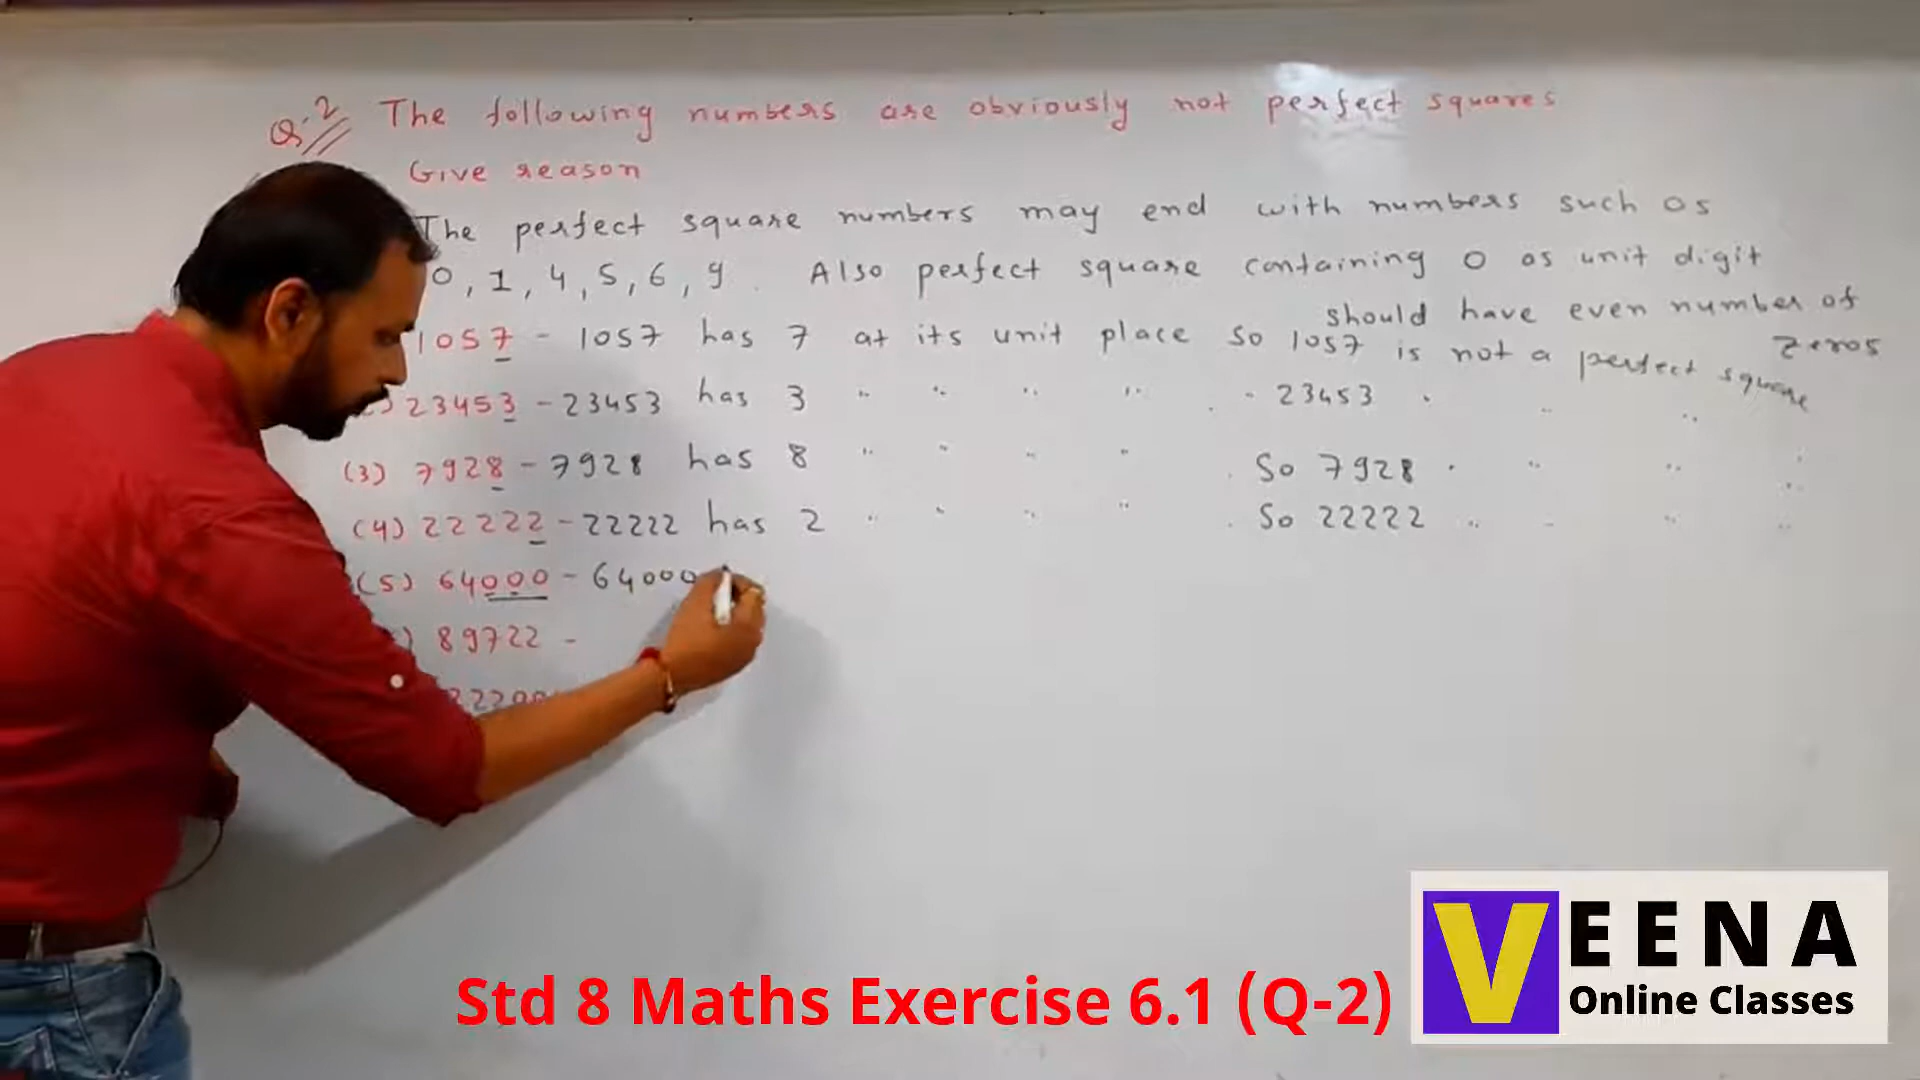 Q.2 The following numbers are obviously not perfect squares
Give reason
The perfect square numbers may end with numbers such as
0, 1, 4, 5, 6, 9. Also perfect square containing 0 as unit digit
should have even number of
zeros
1057 - 1057 has 7 at its unit place so 1057 is not a perfect square
23453 - 23453 has 3 " " " " 23453 " " "
(3) 7928 - 7928 has 8 " " " " So 7928 " " " "
(4) 22222 - 22222 has 2 " " " " So 22222 " " " "
(5) 64000 - 64000
89722 -
Std 8 Maths Exercise 6.1 (Q-2)
VEENA
Online Classes